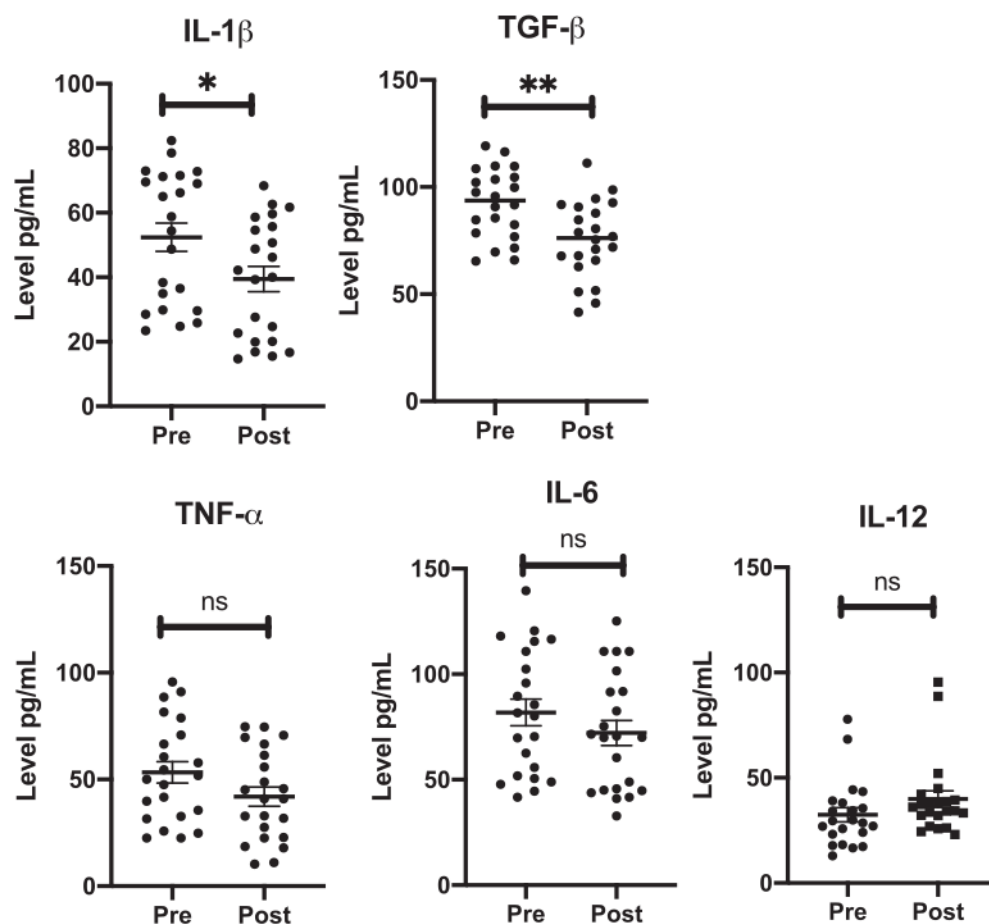 IL-1β
*
Level pg/mL
100
80
60
40
20
0
Pre Post
TGF-β
**
Level pg/mL
150
100
50
0
Pre Post
TNF-α
ns
Level pg/mL
150
100
50
0
Pre Post
IL-6
ns
Level pg/mL
150
100
50
0
Pre Post
IL-12
ns
Level pg/mL
150
100
50
0
Pre Post